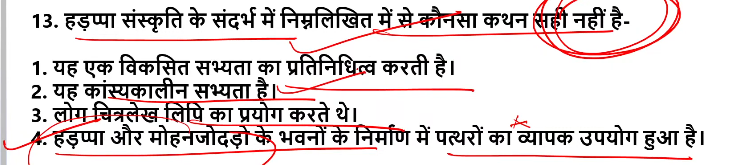 13. हड़प्पा संस्कृति के संदर्भ में निम्नलिखित में से कौनसा कथन सही नहीं है-
1. यह एक विकसित सभ्यता का प्रतिनिधित्व करती है।
2. यह कांस्यकालीन सभ्यता है।
3. लोग चित्रलेख लिपि का प्रयोग करते थे।
4. हड़प्पा और मोहनजोदड़ो के भवनों के निर्माण में पत्थरों का व्यापक उपयोग हुआ है।